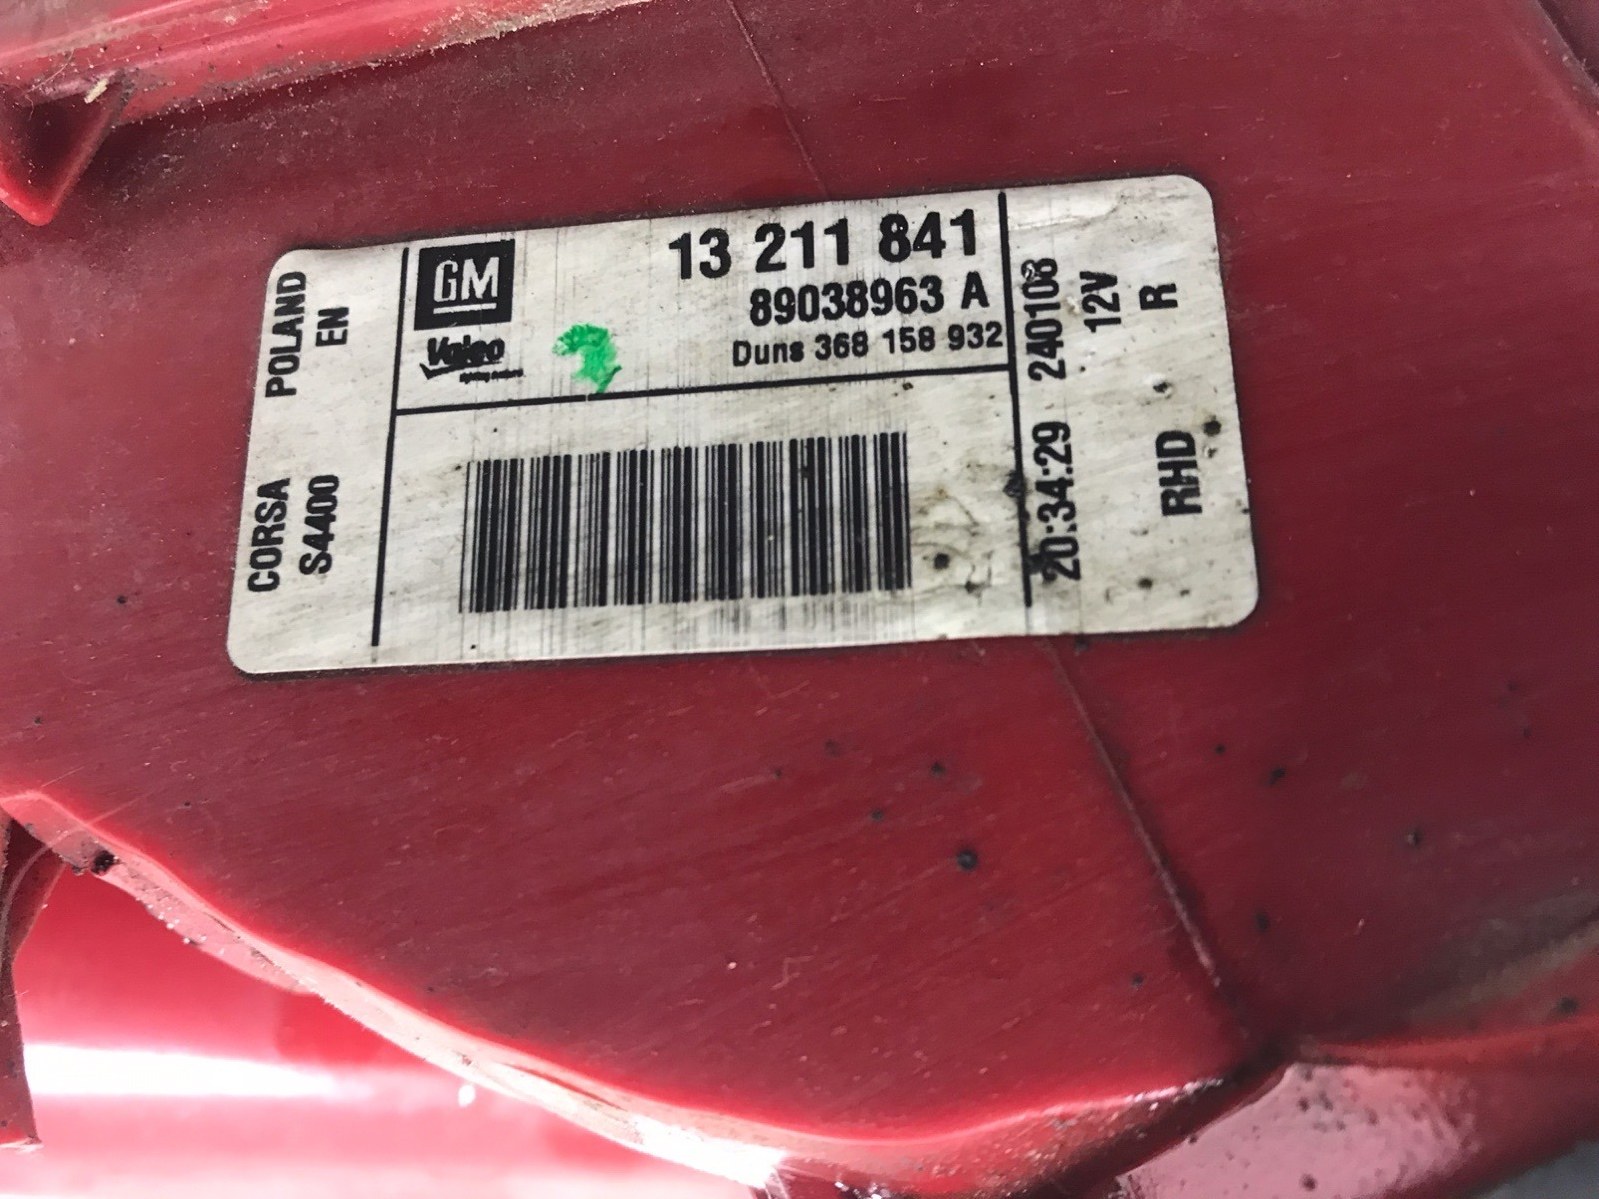 CORSA POLAND
S4400 EN
GM
Valeo
13 211 841
89038963 A
Duns 368 158 932
20:34:29 240108
12V
RHD R